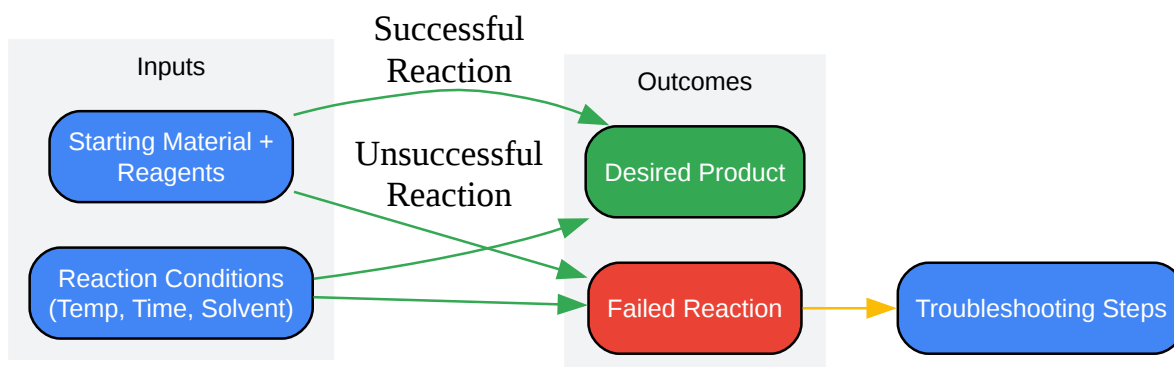 Successful
Reaction
Inputs
Outcomes
Starting Material +
Reagents
Unsuccessful
Reaction
Desired Product
Reaction Conditions
(Temp, Time, Solvent)
Failed Reaction
Troubleshooting Steps